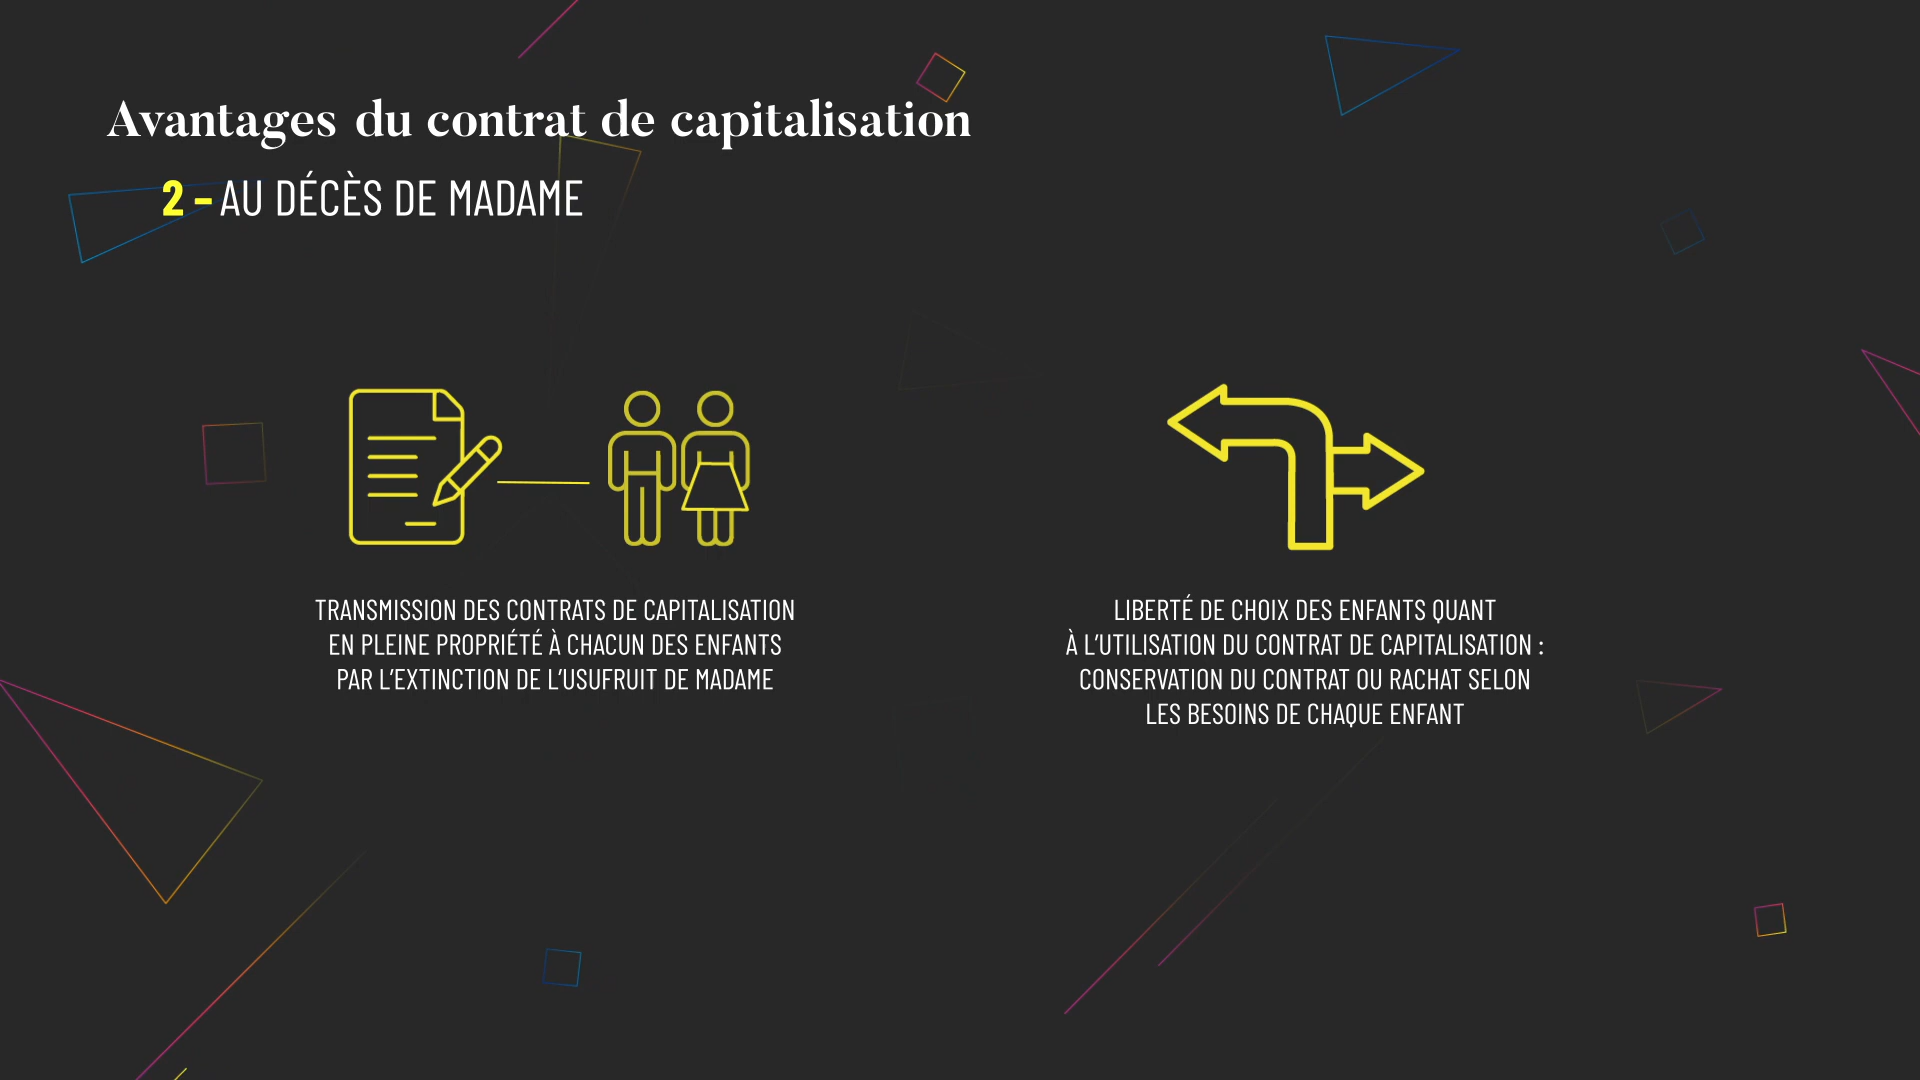 Avantages du contrat de capitalisation
2 – AU DÉCÈS DE MADAME
TRANSMISSION DES CONTRATS DE CAPITALISATION
EN PLEINE PROPRIÉTÉ À CHACUN DES ENFANTS
PAR L’EXTINCTION DE L’USUFRUIT DE MADAME
LIBERTÉ DE CHOIX DES ENFANTS QUANT
À L’UTILISATION DU CONTRAT DE CAPITALISATION :
CONSERVATION DU CONTRAT OU RACHAT SELON
LES BESOINS DE CHAQUE ENFANT